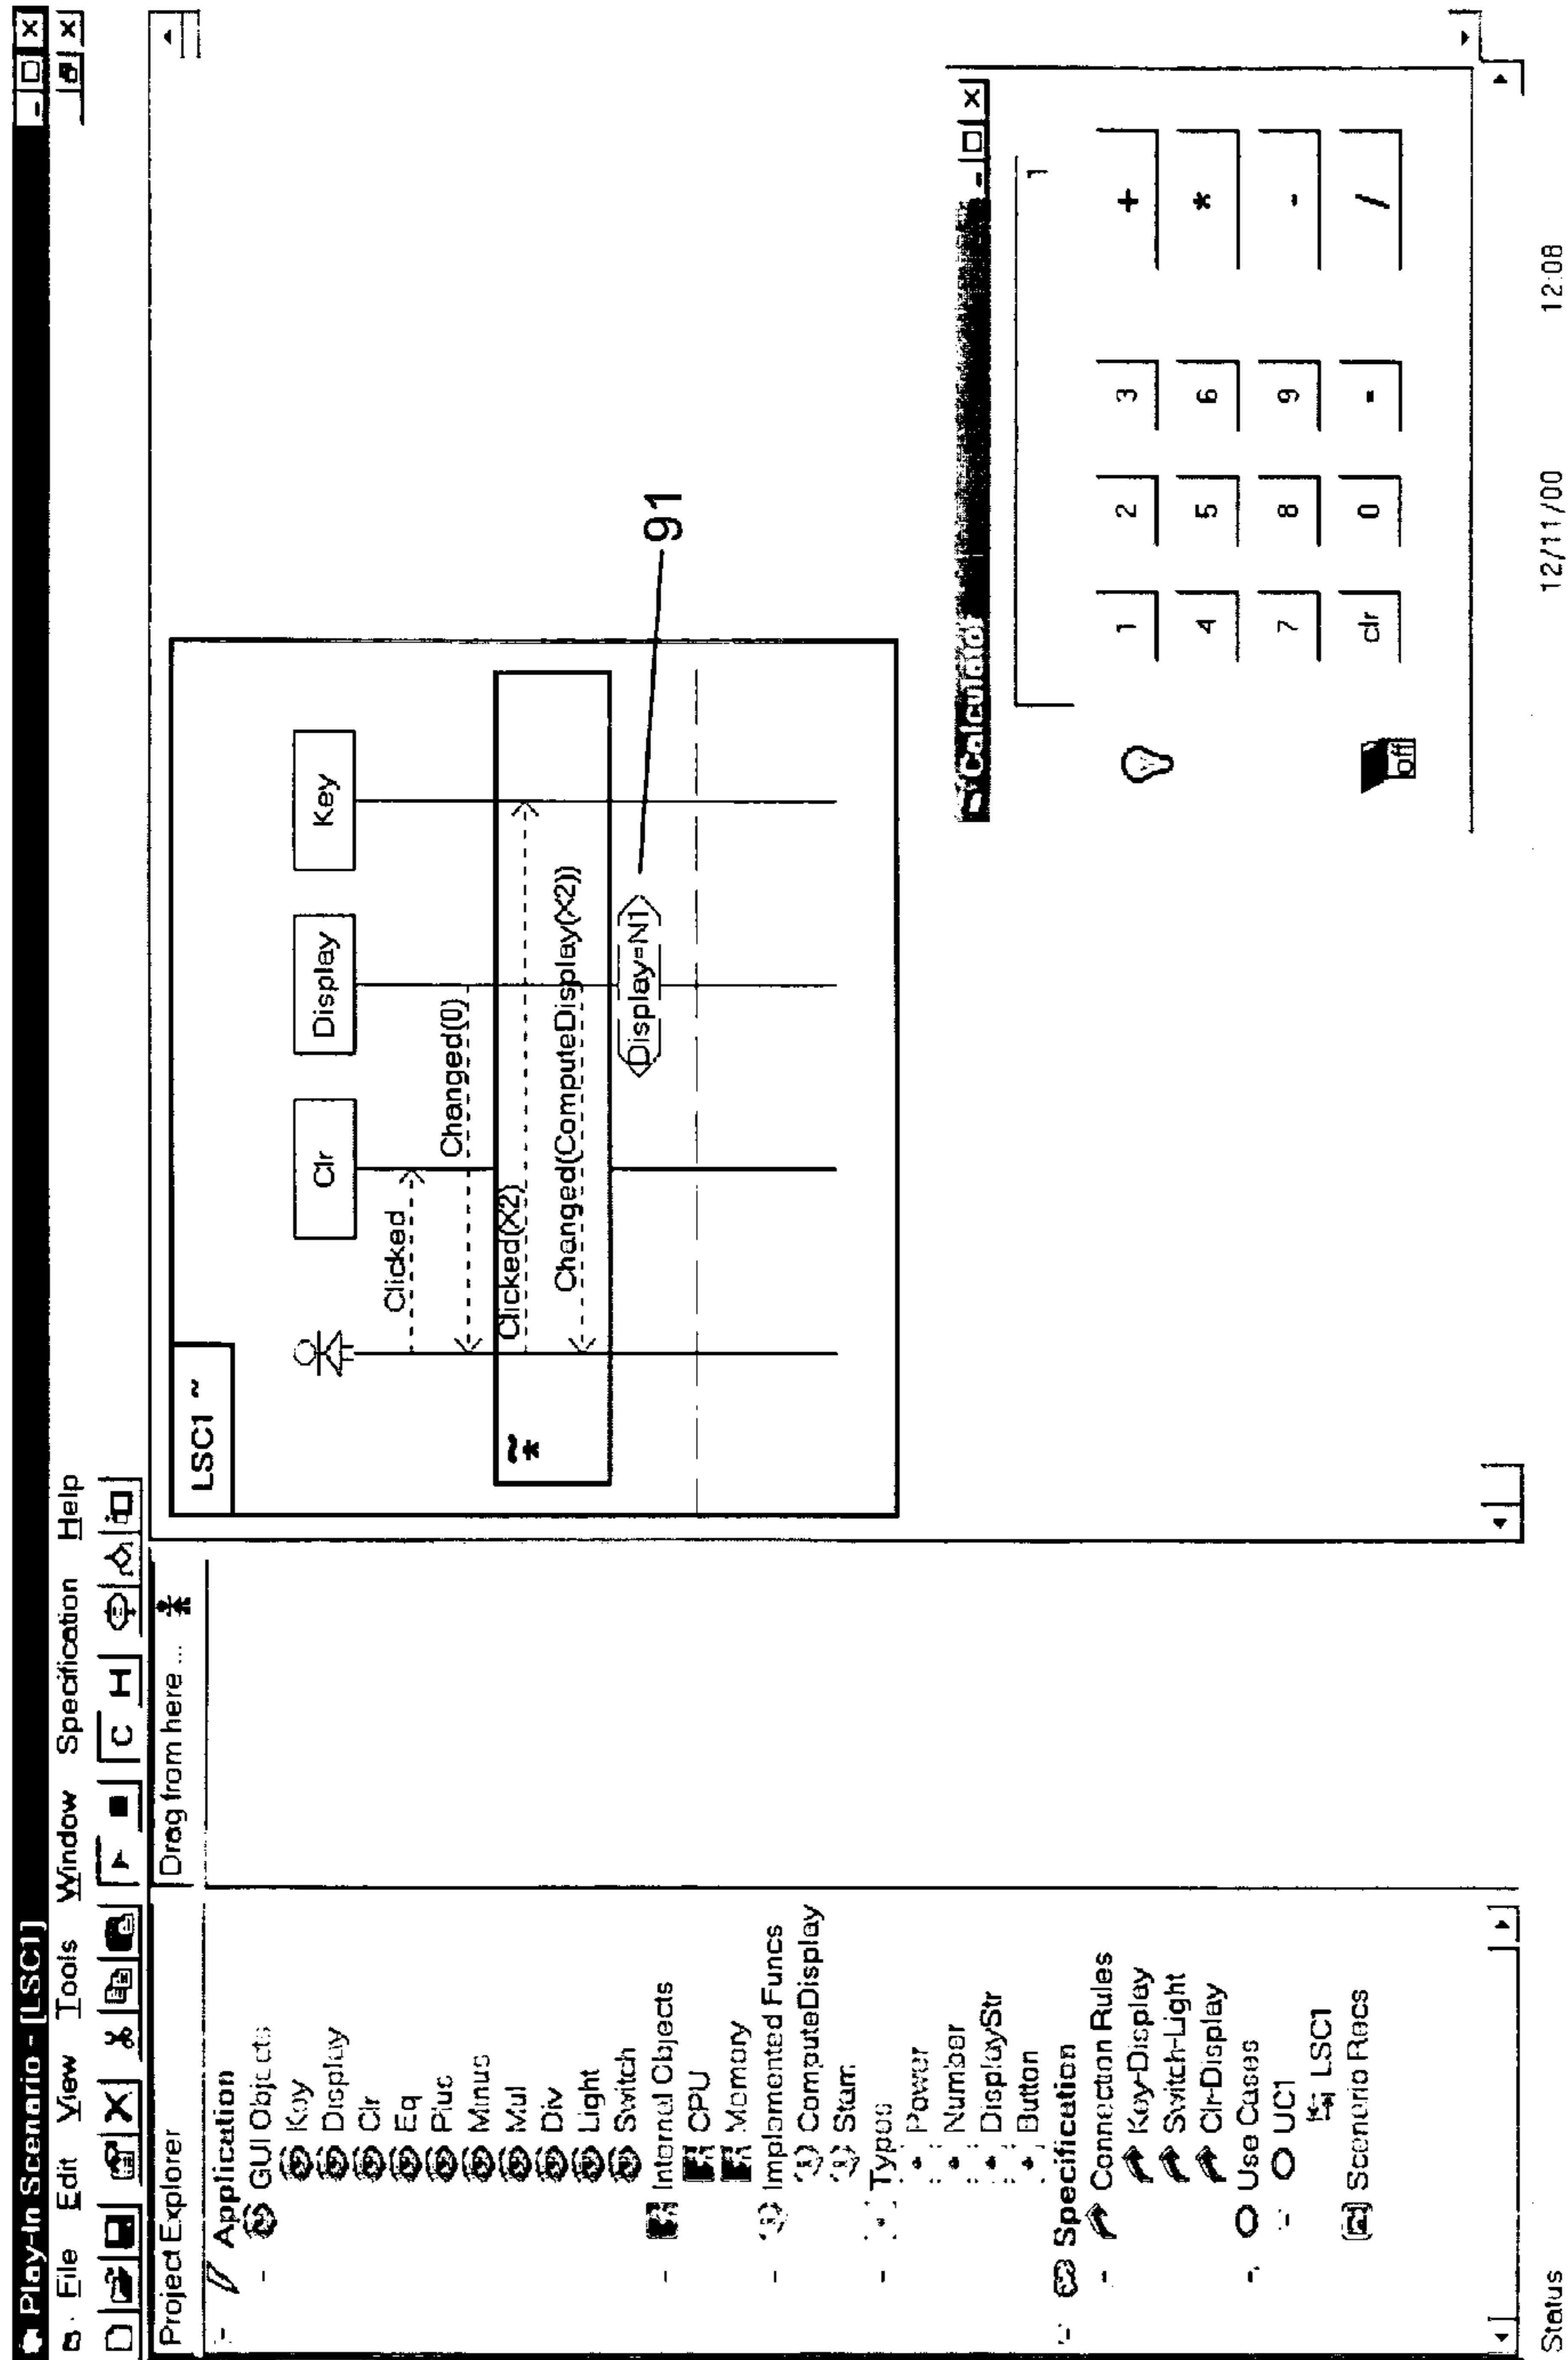 Play-In Scenario - [LSC1]
File Edit View Tools Window Specification Help
C H
Project Explorer
Drag from here ...
Application
GUI Objects
Key
Display
Clr
Eq
Plus
Minus
Mul
Div
Light
Switch
Internal Objects
CPU
Memory
Implemented Funcs
ComputeDisplay
Types
Power
Number
DisplayStr
Button
Specification
Connection Rules
Key-Display
Switch-Light
Clr-Display
Use Cases
UC1
LSC1
Scenario Recs
LSC1 ~
Clr Display Key
Clicked
Changed(0)
*~
Clicked(X2)
Changed(ComputeDisplay(X2))
Display=N1
91
Calculator
1
1 2 3 +
4 5 6 *
7 8 9 -
clr 0 /
off
Status 12/11/00 12:08